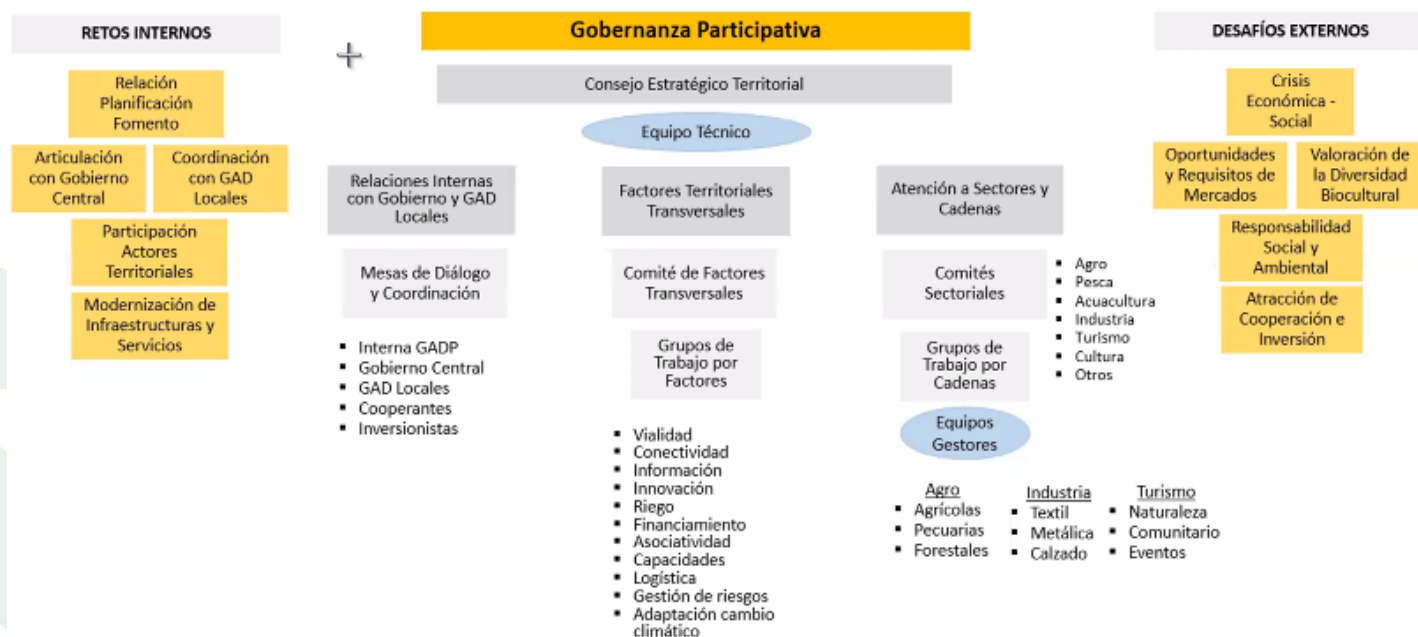 RETOS INTERNOS
Relación
Planificación
Fomento
Articulación
con Gobierno
Central
Coordinación
con GAD
Locales
Participación
Actores
Territoriales
Modernización de
Infraestructuras y
Servicios
Gobernanza Participativa
Consejo Estratégico Territorial
Equipo Técnico
Relaciones Internas
con Gobierno y GAD
Locales
Mesas de Diálogo
y Coordinación
▪ Interna GADP
▪ Gobierno Central
▪ GAD Locales
▪ Cooperantes
▪ Inversionistas
Factores Territoriales
Transversales
Comité de Factores
Transversales
Grupos de
Trabajo por
Factores
▪ Vialidad
▪ Conectividad
▪ Información
▪ Innovación
▪ Riego
▪ Financiamiento
▪ Asociatividad
▪ Capacidades
▪ Logística
▪ Gestión de riesgos
▪ Adaptación cambio
climático
Atención a Sectores y
Cadenas
Comités
Sectoriales
▪ Agro
▪ Pesca
▪ Acuacultura
▪ Industria
▪ Turismo
▪ Cultura
▪ Otros
Grupos de
Trabajo por
Cadenas
Equipos
Gestores
Agro
▪ Agrícolas
▪ Pecuarias
▪ Forestales
Industria
▪ Textil
▪ Metálica
▪ Calzado
Turismo
▪ Naturaleza
▪ Comunitario
▪ Eventos
DESAFÍOS EXTERNOS
Crisis
Económica -
Social
Oportunidades
y Requisitos de
Mercados
Valoración de
la Diversidad
Biocultural
Responsabilidad
Social y
Ambiental
Atracción de
Cooperación e
Inversión